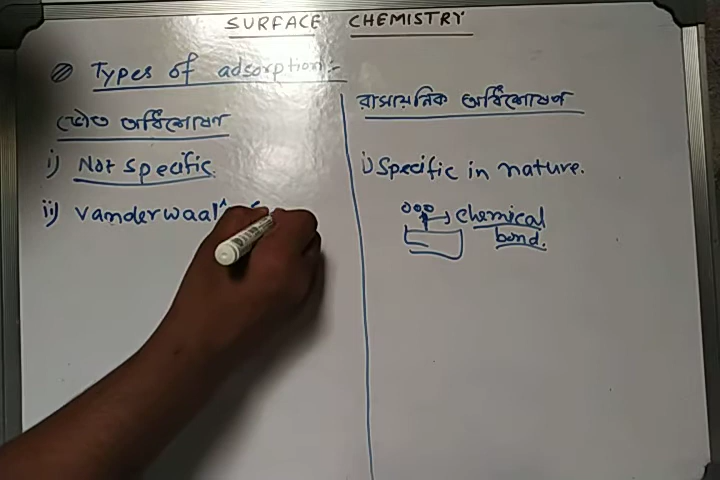 SURFACE CHEMISTRY
Types of adsorption:-
ভৌত অধিশোষণ
i) Not specific.
ii) Vanderwaal's
রাসায়নিক অধিশোষণ
i) Specific in nature.
chemical
bond.